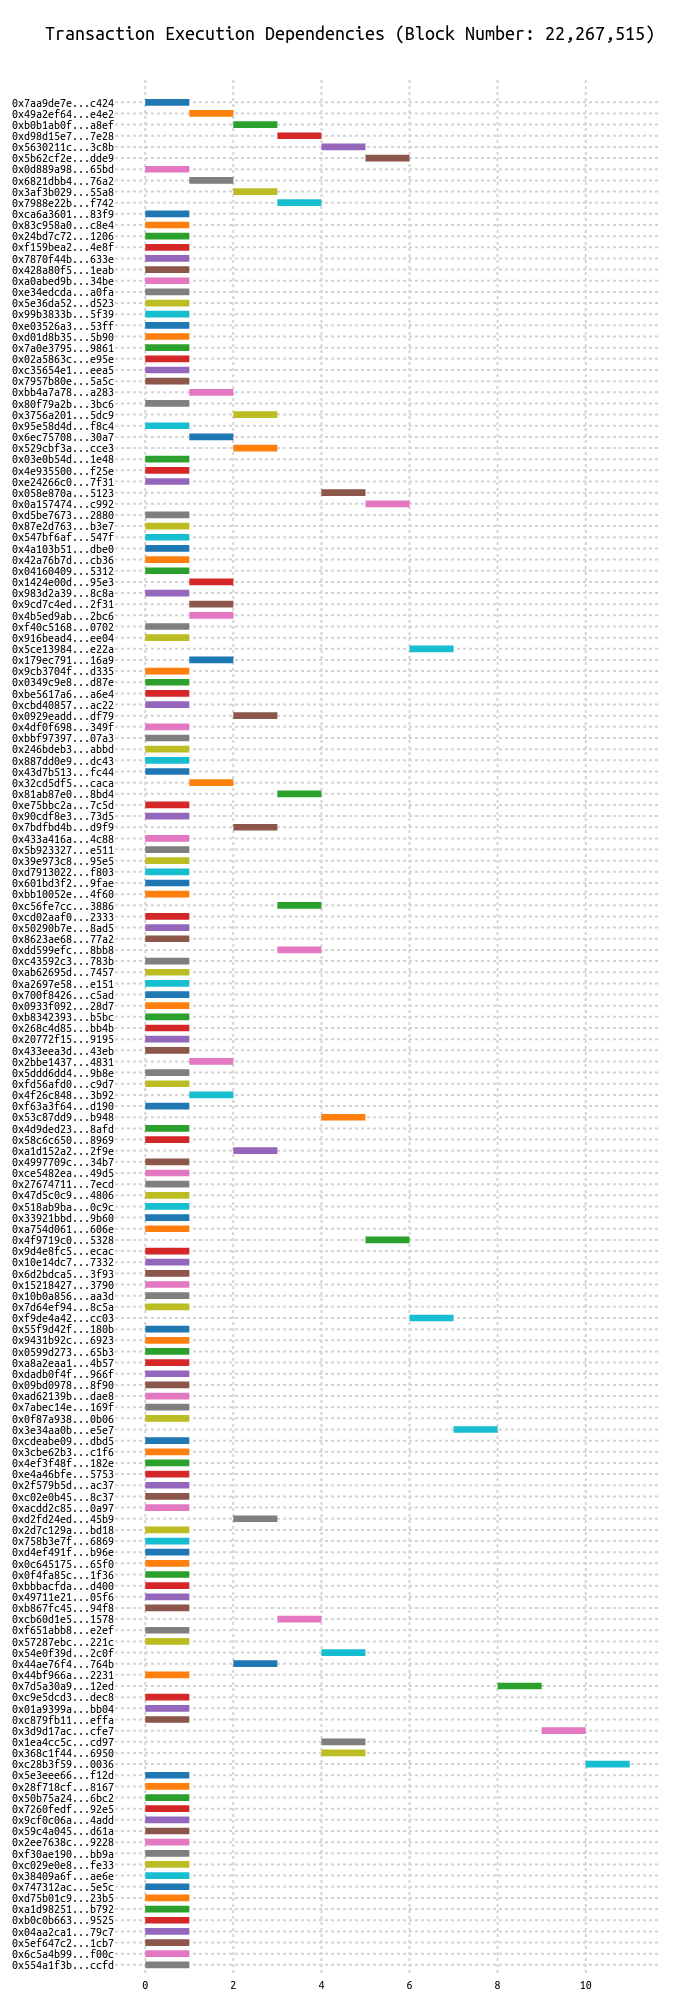 Transaction Execution Dependencies (Block Number: 22,267,515)
0x7aa9de7e...c424
0x49a2ef64...e4e2
0xb0b1ab0f...a8ef
0xd98d15e7...7e28
0x5630211c...3c8b
0x5b62cf2e...dde9
0x0d889a98...65bd
0x6821dbb4...76a2
0x3af3b029...55a8
0x7988e22b...f742
0xca6a3601...83f9
0x83c958a0...c8e4
0x24bd7c72...1206
0xf159bea2...4e8f
0x7870f44b...633e
0x428a80f5...1eab
0xa0abed9b...34be
0xe34edcda...a0fa
0x5e36da52...d523
0x99b3833b...5f39
0xe03526a3...53ff
0xd01d8b35...5b90
0x7a0e3795...9861
0x02a5863c...e95e
0xc35654e1...eea5
0x7957b80e...5a5c
0xbb4a7a78...a283
0x80f79a2b...3bc6
0x3756a201...5dc9
0x95e58d4d...f8c4
0x6ec75708...30a7
0x529cbf3a...cce3
0x03e0b54d...1e48
0x4e935500...f25e
0xe24266c0...7f31
0x058e870a...5123
0x0a157474...c992
0xd5be7673...2880
0x87e2d763...b3e7
0x547bf6af...547f
0x4a103b51...dbe0
0x42a76b7d...cb36
0x04160409...5312
0x1424e00d...95e3
0x983d2a39...8c8a
0x9cd7c4ed...2f31
0x4b5ed9ab...2bc6
0xf40c5168...0702
0x916bead4...ee04
0x5ce13984...e22a
0x179ec791...16a9
0x9cb3704f...d335
0x0349c9e8...d87e
0xbe5617a6...a6e4
0xcbd40857...ac22
0x0929eadd...df79
0x4df0f698...349f
0xbbf97397...07a3
0x246bdeb3...abbd
0x887dd0e9...dc43
0x43d7b513...fc44
0x32cd5df5...caca
0x81ab87e0...8bd4
0xe75bbc2a...7c5d
0x90cdf8e3...73d5
0x7bdfbd4b...d9f9
0x433a416a...4c88
0x5b923327...e511
0x39e973c8...95e5
0xd7913022...f803
0x601bd3f2...9fae
0xbb10052e...4f60
0xc56fe7cc...3886
0xcd02aaf0...2333
0x50290b7e...8ad5
0x8623ae68...77a2
0xdd599efc...8bb8
0xc43592c3...783b
0xab62695d...7457
0xa2697e58...e151
0x700f8426...c5ad
0x0933f092...28d7
0xb8342393...b5bc
0x268c4d85...bb4b
0x20772f15...9195
0x433eea3d...43eb
0x2bbe1437...4831
0x5ddd6dd4...9b8e
0xfd56afd0...c9d7
0x4f26c848...3b92
0xf63a3f64...d190
0x53c87dd9...b948
0x4d9ded23...8afd
0x58c6c650...8969
0xa1d152a2...2f9e
0x4997709c...34b7
0xce5482ea...49d5
0x27674711...7ecd
0x47d5c0c9...4806
0x518ab9ba...0c9c
0x33921bbd...9b60
0xa754d061...606e
0x4f9719c0...5328
0x9d4e8fc5...ecac
0x10e14dc7...7332
0x6d2bdca5...3f93
0x15218427...3790
0x10b0a856...aa3d
0x7d64ef94...8c5a
0xf9de4a42...cc03
0x55f9d42f...180b
0x9431b92c...6923
0x0599d273...65b3
0xa8a2eaa1...4b57
0xdadb0f4f...966f
0x09bd0978...8f90
0xad62139b...dae8
0x7abec14e...169f
0x0f87a938...0b06
0x3e34aa0b...e5e7
0xcdeabe09...dbd5
0x3cbe62b3...c1f6
0x4ef3f48f...182e
0xe4a46bfe...5753
0x2f579b5d...ac37
0xc02e0b45...8c37
0xacdd2c85...0a97
0xd2fd24ed...45b9
0x2d7c129a...bd18
0x758b3e7f...6869
0xd4ef491f...b96e
0x0c645175...65f0
0x0f4fa85c...1f36
0xbbbacfda...d400
0x49711e21...05f6
0xb867fc45...94f8
0xcb60d1e5...1578
0xf651abb8...e2ef
0x57287ebc...221c
0x54e0f39d...2c0f
0x44ae76f4...764b
0x44bf966a...2231
0x7d5a30a9...12ed
0xc9e5dcd3...dec8
0x01a9399a...bb04
0xc879fb11...effa
0x3d9d17ac...cfe7
0x1ea4cc5c...cd97
0x368c1f44...6950
0xc28b3f59...0036
0x5e3eee66...f12d
0x28f718cf...8167
0x50b75a24...6bc2
0x7260fedf...92e5
0x9cf0c06a...4add
0x59c4a045...d61a
0x2ee7638c...9228
0xf30ae190...bb9a
0xc029e0e8...fe33
0x38409a6f...ae6e
0x747312ac...5e5c
0xd75b01c9...23b5
0xa1d98251...b792
0xb0c0b663...9525
0x04aa2ca1...79c7
0x5ef647c2...1cb7
0x6c5a4b99...f00c
0x554a1f3b...ccfd
0 2 4 6 8 10